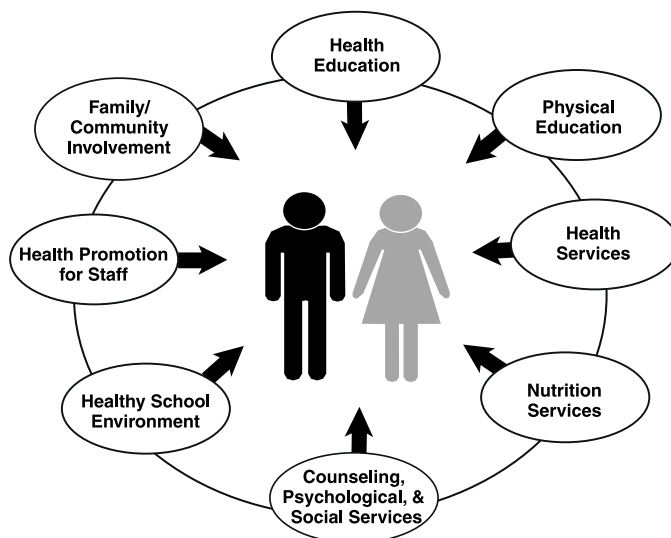 Health
Education
Physical
Education
Health
Services
Nutrition
Services
Counseling,
Psychological, &
Social Services
Healthy School
Environment
Health Promotion
for Staff
Family/
Community
Involvement